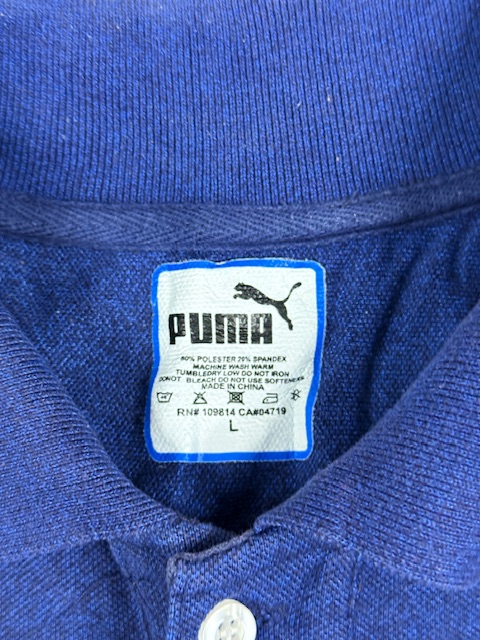 PUMA
80% POLESTER 20% SPANDEX
MACHINE WASH WARM
TUMBLEDRY LOW DO NOT IRON
DONOT BLEACH DO NOT USE SOFTENERS
MADE IN CHINA
RN# 109814 CA#04719
L